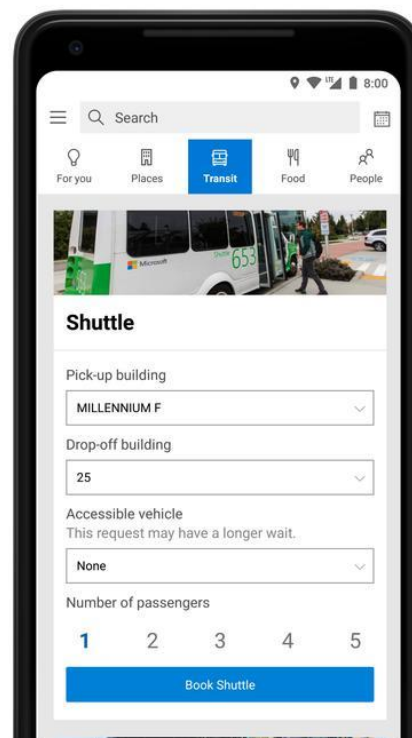 LTE 8:00
Search
For you Places Transit Food People
Microsoft Shuttle 653
Shuttle
Pick-up building
MILLENNIUM F
Drop-off building
25
Accessible vehicle
This request may have a longer wait.
None
Number of passengers
1 2 3 4 5
Book Shuttle